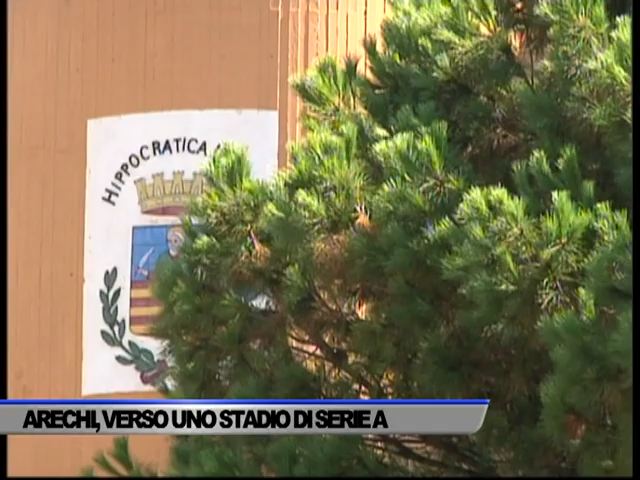 HIPPOCRATICA
ARECHI, VERSO UNO STADIO DI SERIE A